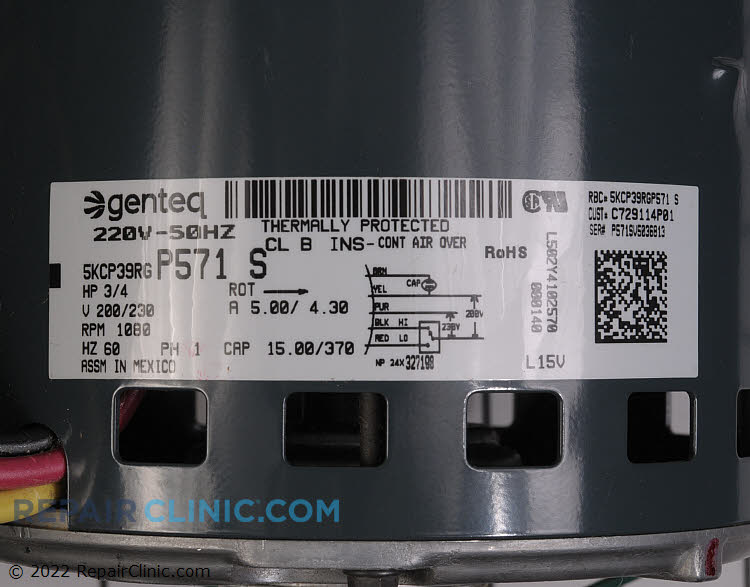 genteq
220V-50HZ
THERMALLY PROTECTED
CL B INS-CONT AIR OVER
RBC: 5KCP39RGP571 S
CUST: C729114P01
SER# P571SV5036B13
5KCP39RG P571 S
RoHS
HP 3/4 ROT
V 200/230 A 5.00/ 4.30
RPM 1080
HZ 60 PH 1 CAP 15.00/370
ASSM IN MEXICO
BRN
CAP
YEL
PUR
BLK HI
RED LO
230V
208V
NP 24X327199
L502Y4102570
000140
L15V
REPAIRCLINIC.COM
© 2022 RepairClinic.com